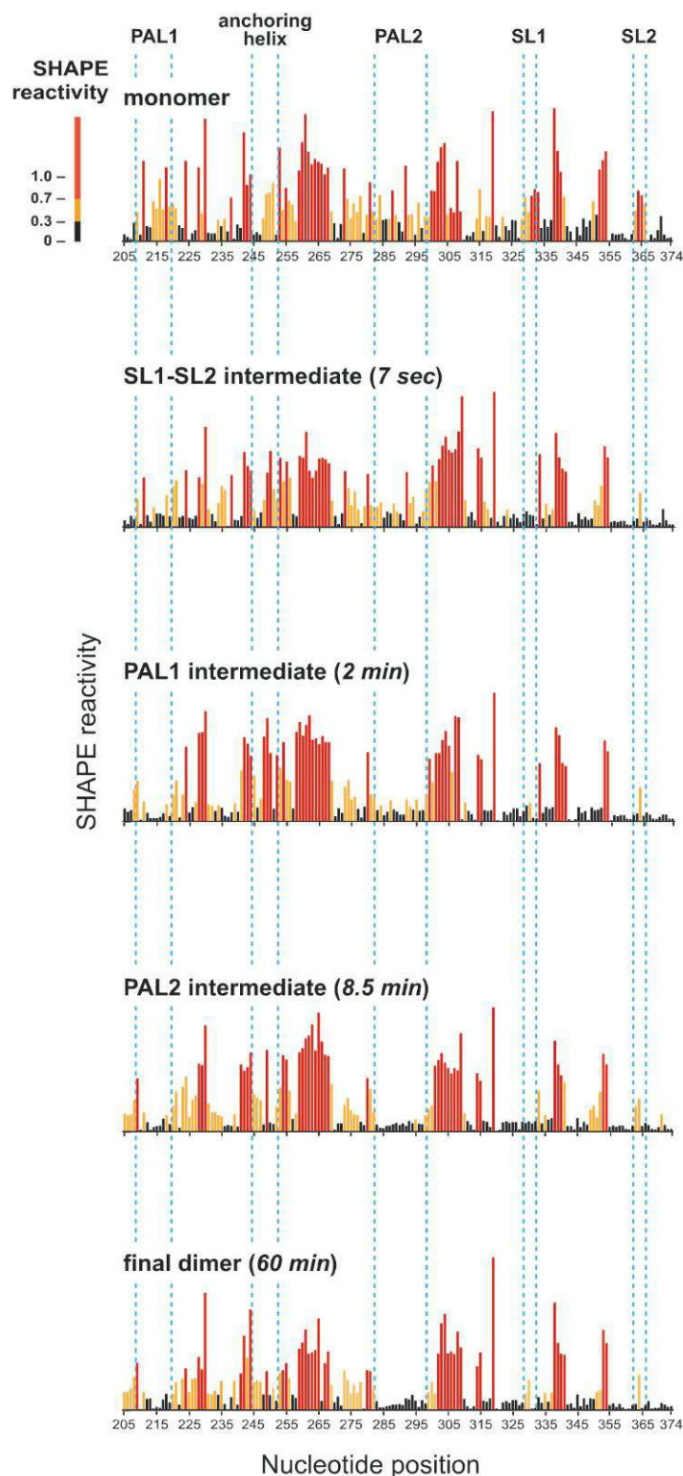 PAL1 anchoring helix PAL2 SL1 SL2
SHAPE reactivity
monomer
1.0 –
0.7 –
0.3 –
0 –
205 215 225 235 245 255 265 275 285 295 305 315 325 335 345 355 365 374
SL1-SL2 intermediate (7 sec)
PAL1 intermediate (2 min)
SHAPE reactivity
PAL2 intermediate (8.5 min)
final dimer (60 min)
205 215 225 235 245 255 265 275 285 295 305 315 325 335 345 355 365 374
Nucleotide position